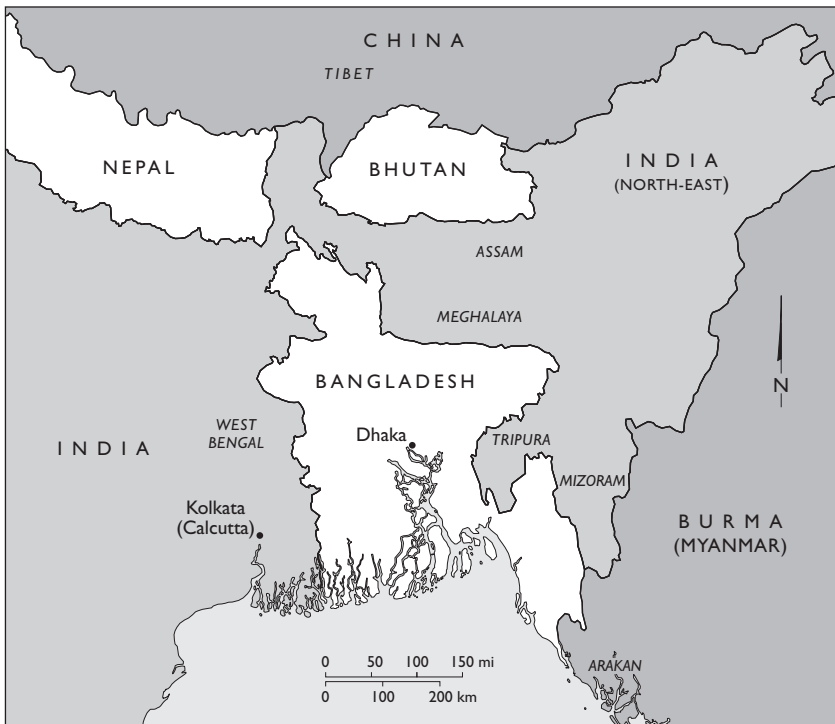 CHINA
TIBET
NEPAL
BHUTAN
INDIA
(NORTH-EAST)
ASSAM
MEGHALAYA
N
BANGLADESH
WEST
BENGAL
INDIA
Dhaka
TRIPURA
MIZORAM
Kolkata
(Calcutta)
BURMA
(MYANMAR)
ARAKAN
0 50 100 150 mi
0 100 200 km